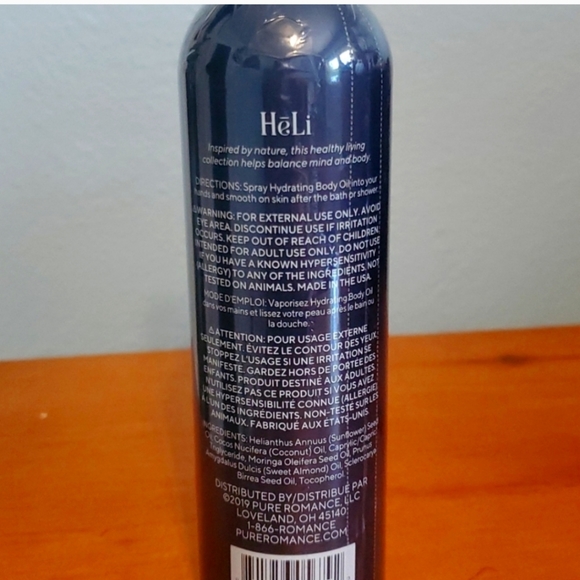 HēLi
Inspired by nature, this healthy living
collection helps balance mind and body.
DIRECTIONS: Spray Hydrating Body Oil into your
hands and smooth on skin after the bath or shower.
⚠WARNING: FOR EXTERNAL USE ONLY. AVOID
EYE AREA. DISCONTINUE USE IF IRRITATION
OCCURS. KEEP OUT OF REACH OF CHILDREN.
INTENDED FOR ADULT USE ONLY. DO NOT USE
IF YOU HAVE A KNOWN HYPERSENSITIVITY
(ALLERGY) TO ANY OF THE INGREDIENTS. NOT
TESTED ON ANIMALS. MADE IN THE USA.
MODE D'EMPLOI: Vaporisez Hydrating Body Oil
dans vos mains et lissez votre peau après le bain ou
la douche.
⚠ATTENTION: POUR USAGE EXTERNE
SEULEMENT. ÉVITEZ LE CONTOUR DES YEUX.
STOPPEZ L'USAGE SI UNE IRRITATION SE
MANIFESTE. GARDEZ HORS DE PORTÉE DES
ENFANTS. PRODUIT DESTINÉ AUX ADULTES.
N'UTILISEZ PAS CE PRODUIT SI VOUS AVEZ
UNE HYPERSENSIBILITÉ CONNUE (ALLERGIE)
À L'UN DES INGRÉDIENTS. NON-TESTÉ SUR LES
ANIMAUX. FABRIQUÉ AUX ÉTATS-UNIS.
INGREDIENTS: Helianthus Annuus (Sunflower) Seed
Oil, Cocos Nucifera (Coconut) Oil, Caprylic/Capric
Triglyceride, Moringa Oleifera Seed Oil, Prunus
Amygdalus Dulcis (Sweet Almond) Oil, Sclerocarya
Birrea Seed Oil, Tocopherol
DISTRIBUTED BY/DISTRIBUÉ PAR
©2019 PURE ROMANCE, LLC
LOVELAND, OH 45140
1-866-ROMANCE
PUREROMANCE.COM